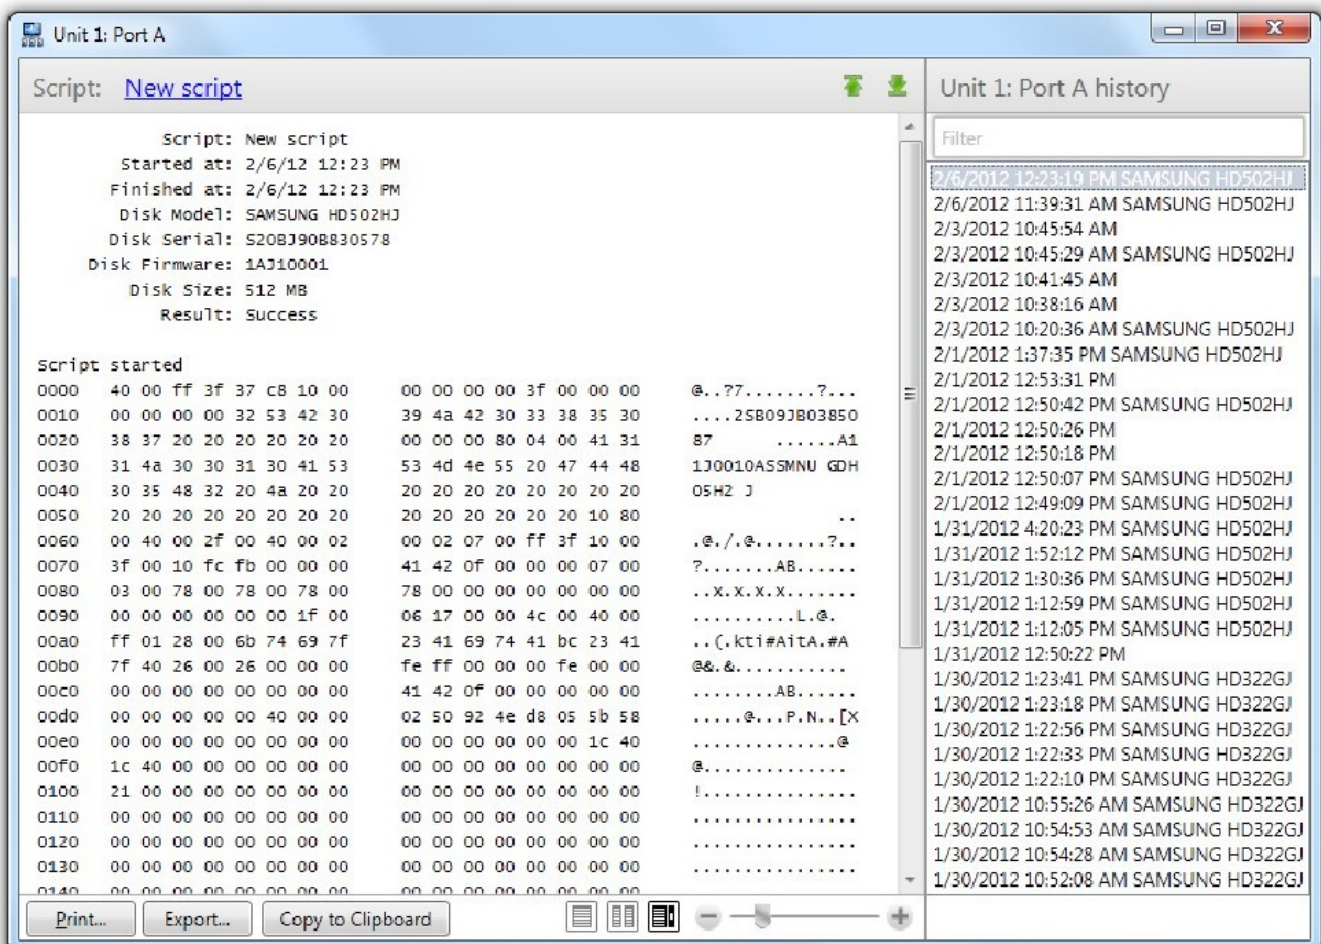 Unit 1: Port A
Script: New script
Script: New script
Started at: 2/6/12 12:23 PM
Finished at: 2/6/12 12:23 PM
Disk Model: SAMSUNG HD502HJ
Disk Serial: S20BJ90B830578
Disk Firmware: 1AJ10001
Disk Size: 512 MB
Result: Success
Script started
0000 40 00 ff 3f 37 c8 10 00 00 00 00 00 3f 00 00 00 @..?7.......?...
0010 00 00 00 00 32 53 42 30 39 4a 42 30 33 38 35 30 ....2SB09JB03850
0020 38 37 20 20 20 20 20 20 00 00 00 80 04 00 41 31 87 ......A1
0030 31 4a 30 30 31 30 41 53 53 4d 4e 55 20 47 44 48 1J0010ASSMNU GDH
0040 30 35 48 32 20 4a 20 20 20 20 20 20 20 20 20 20 05H2 J
0050 20 20 20 20 20 20 20 20 20 20 20 20 20 20 10 80 ..
0060 00 40 00 2f 00 40 00 02 00 02 07 00 ff 3f 10 00 .@./.@.......?..
0070 3f 00 10 fc fb 00 00 00 41 42 0f 00 00 00 07 00 ?.......AB......
0080 03 00 78 00 78 00 78 00 78 00 00 00 00 00 00 00 ..x.x.x.x.......
0090 00 00 00 00 00 00 1f 00 06 17 00 00 4c 00 40 00 ..........L.@.
00a0 ff 01 28 00 6b 74 69 7f 23 41 69 74 41 bc 23 41 ..(.kti#AitA.#A
00b0 7f 40 26 00 26 00 00 00 fe ff 00 00 00 fe 00 00 @&.&...........
00c0 00 00 00 00 00 00 00 00 41 42 0f 00 00 00 00 00 ........AB......
00d0 00 00 00 00 00 40 00 00 02 50 92 4e d8 05 5b 58 .....@...P.N..[X
00e0 00 00 00 00 00 00 00 00 00 00 00 00 00 00 1c 40 ..............@
00f0 1c 40 00 00 00 00 00 00 00 00 00 00 00 00 00 00 @..............
0100 21 00 00 00 00 00 00 00 00 00 00 00 00 00 00 00 !...............
0110 00 00 00 00 00 00 00 00 00 00 00 00 00 00 00 00 ................
0120 00 00 00 00 00 00 00 00 00 00 00 00 00 00 00 00 ................
0130 00 00 00 00 00 00 00 00 00 00 00 00 00 00 00 00 ................
0140 00 00 00 00 00 00 00 00 00 00 00 00 00 00 00 00
Print... Export... Copy to Clipboard
Unit 1: Port A history
Filter
2/6/2012 12:23:19 PM SAMSUNG HD502HJ
2/6/2012 11:39:31 AM SAMSUNG HD502HJ
2/3/2012 10:45:54 AM
2/3/2012 10:45:29 AM SAMSUNG HD502HJ
2/3/2012 10:41:45 AM
2/3/2012 10:38:16 AM
2/3/2012 10:20:36 AM SAMSUNG HD502HJ
2/1/2012 1:37:35 PM SAMSUNG HD502HJ
2/1/2012 12:53:31 PM
2/1/2012 12:50:42 PM SAMSUNG HD502HJ
2/1/2012 12:50:26 PM
2/1/2012 12:50:18 PM
2/1/2012 12:50:07 PM SAMSUNG HD502HJ
2/1/2012 12:49:09 PM SAMSUNG HD502HJ
1/31/2012 4:20:23 PM SAMSUNG HD502HJ
1/31/2012 1:52:12 PM SAMSUNG HD502HJ
1/31/2012 1:30:36 PM SAMSUNG HD502HJ
1/31/2012 1:12:59 PM SAMSUNG HD502HJ
1/31/2012 1:12:05 PM SAMSUNG HD502HJ
1/31/2012 12:50:22 PM
1/30/2012 1:23:41 PM SAMSUNG HD322GJ
1/30/2012 1:23:18 PM SAMSUNG HD322GJ
1/30/2012 1:22:56 PM SAMSUNG HD322GJ
1/30/2012 1:22:33 PM SAMSUNG HD322GJ
1/30/2012 1:22:10 PM SAMSUNG HD322GJ
1/30/2012 10:55:26 AM SAMSUNG HD322GJ
1/30/2012 10:54:53 AM SAMSUNG HD322GJ
1/30/2012 10:54:28 AM SAMSUNG HD322GJ
1/30/2012 10:52:08 AM SAMSUNG HD322GJ